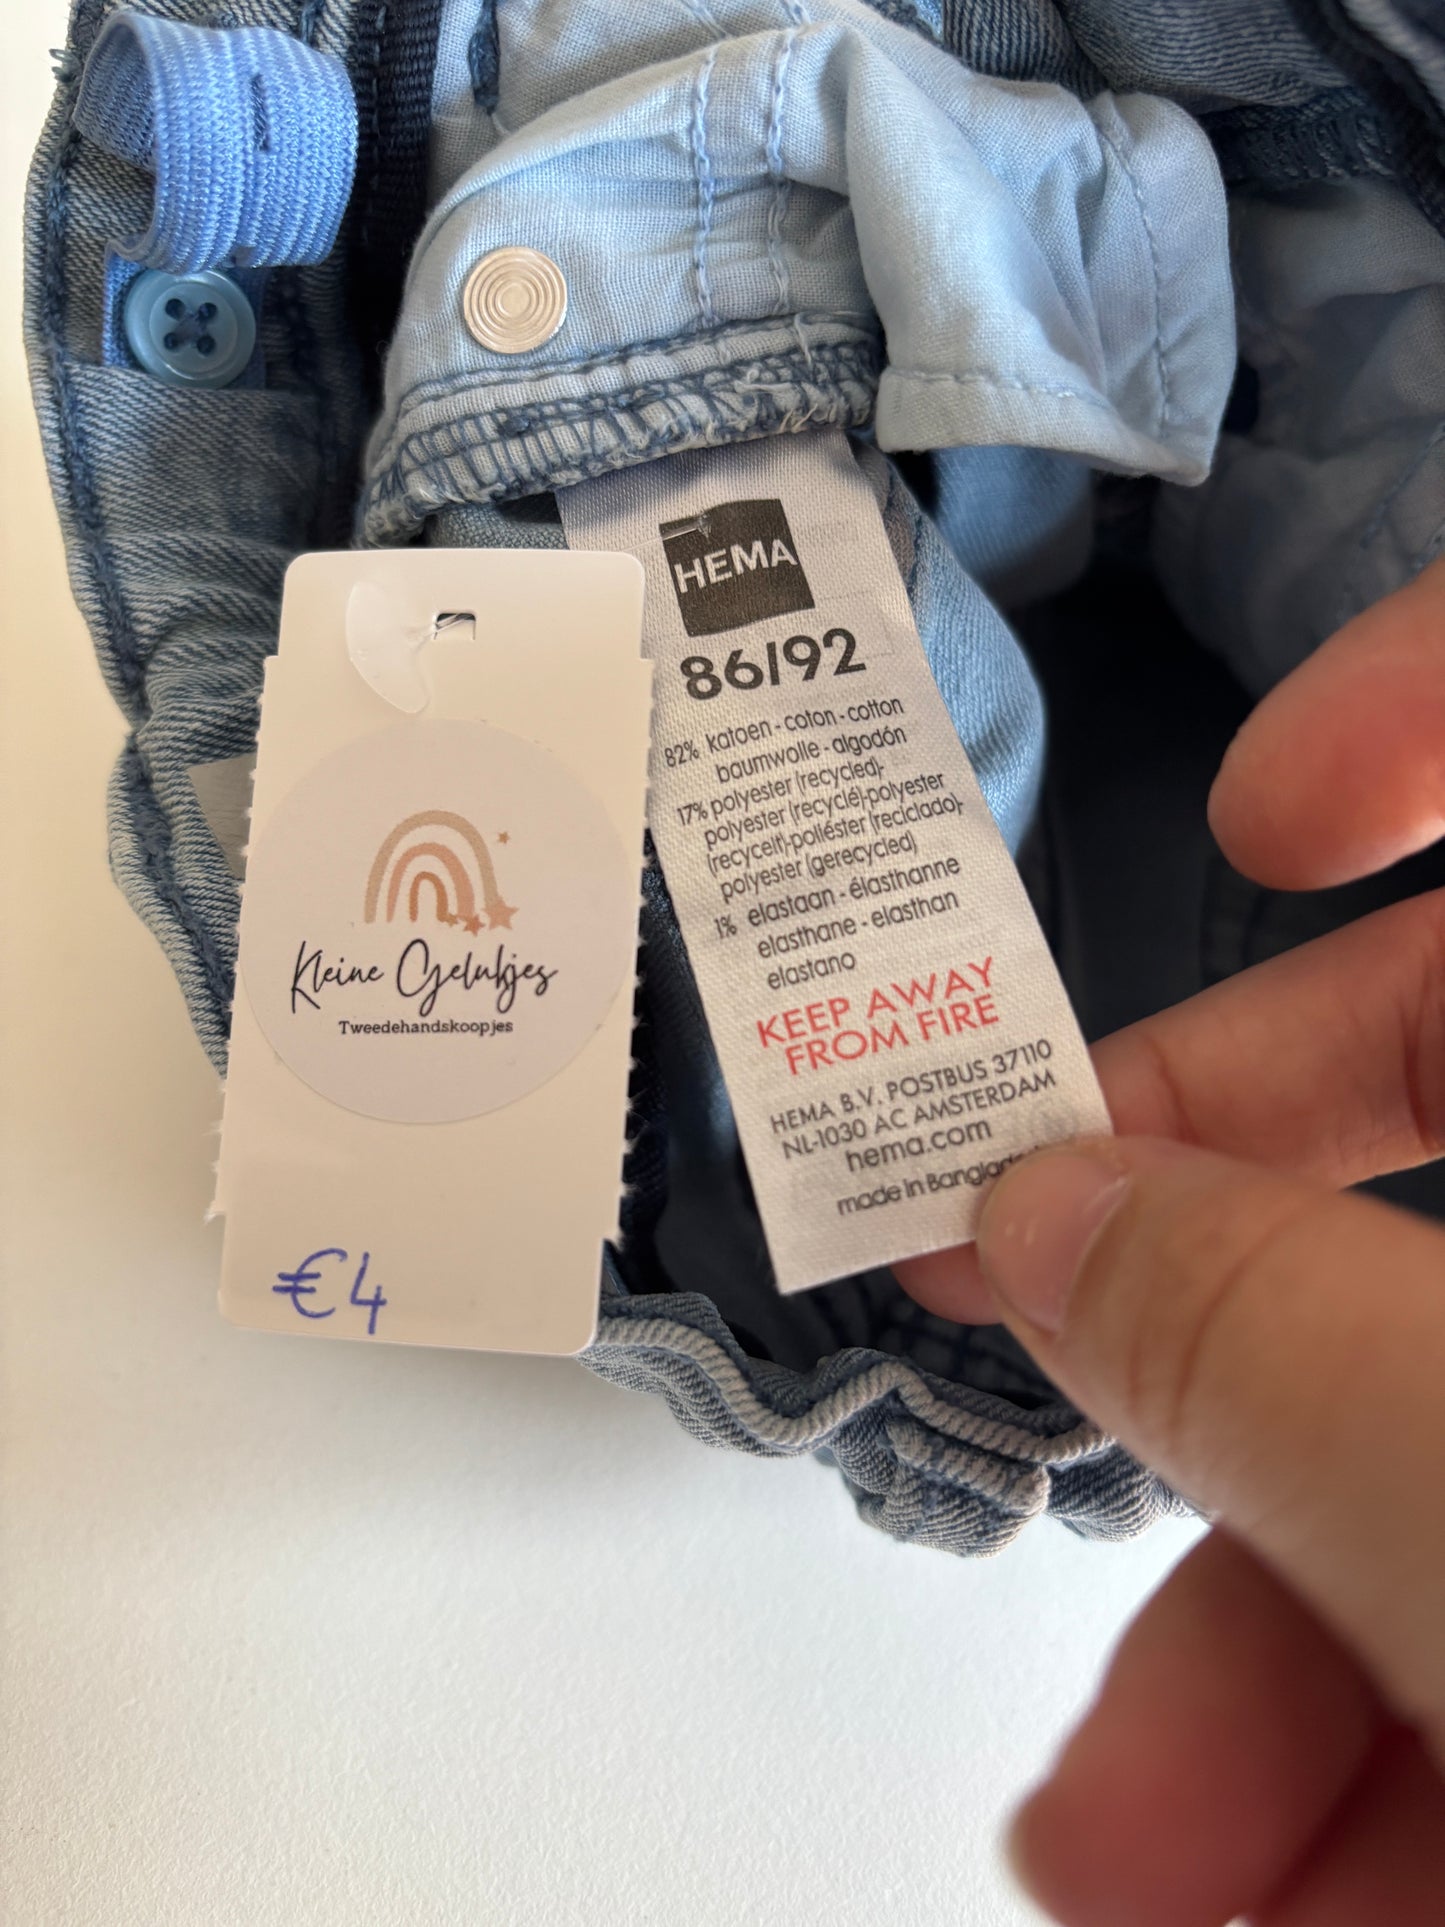 Kleine Gelukjes
Tweedehandskoopjes
€4
HEMA
86/92
82% katoen - coton - cotton
baumwolle - algodón
17% polyester (recycled)-
polyester (recyclé)-polyester
(recycelt)-poliéster (reciclado)-
polyester (gerecycled)
1% elastaan - élasthanne
elasthane - elasthan
elastano
KEEP AWAY
FROM FIRE
HEMA B.V. POSTBUS 37110
NL-1030 AC AMSTERDAM
hema.com
made in